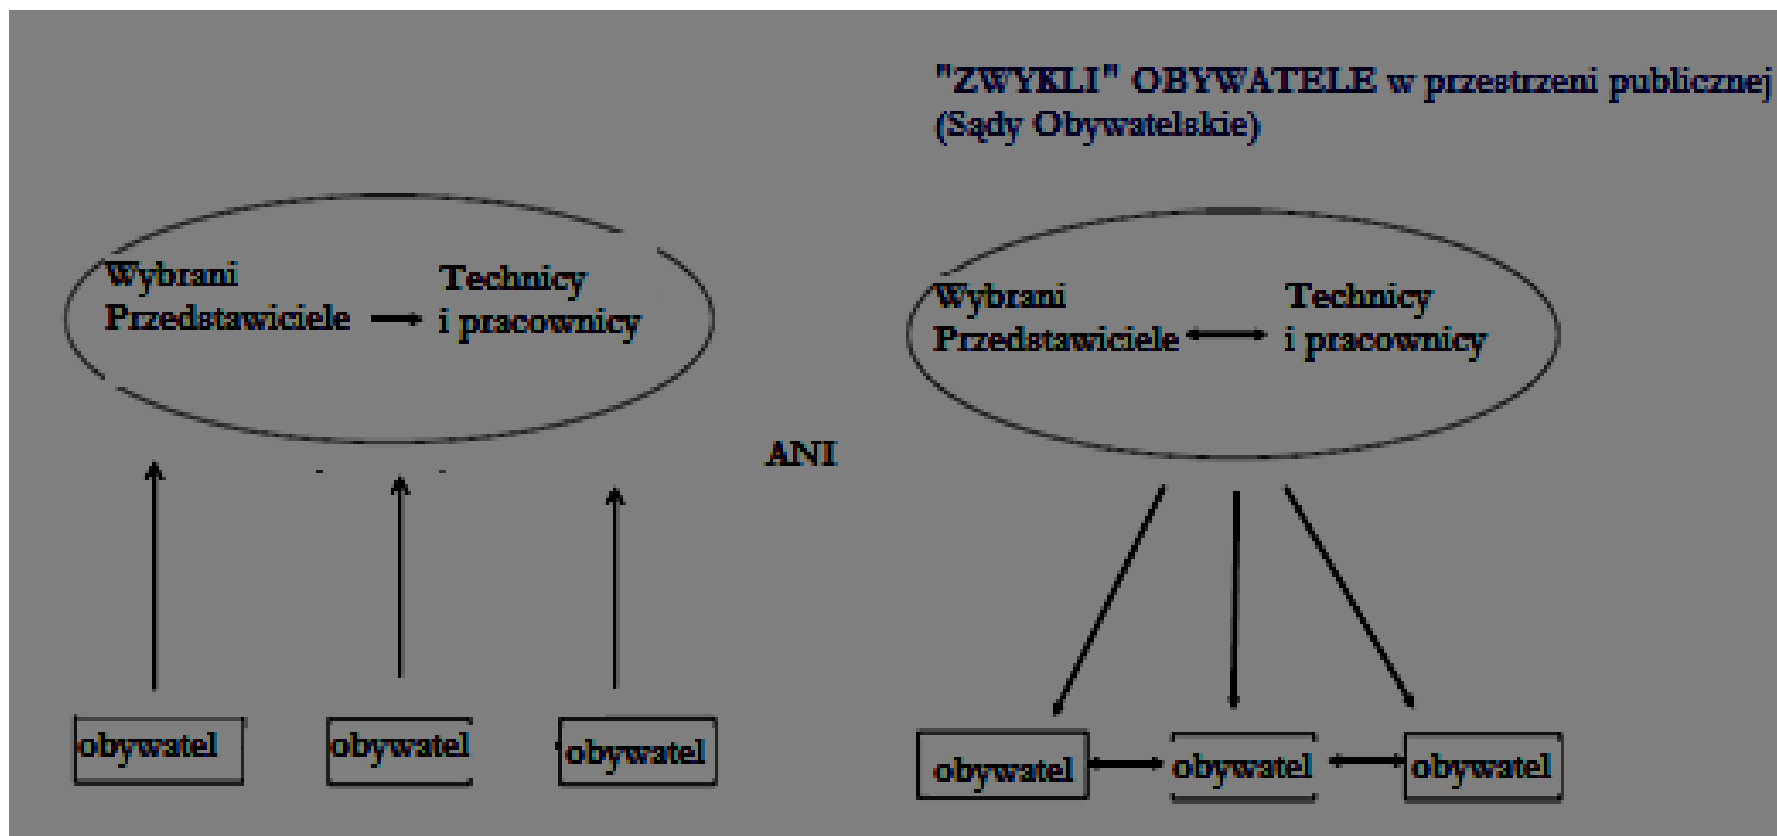 "ZWYKLI" OBYWATELE w przestrzeni publicznej
(Sądy Obywatelskie)
Wybrani
Przedstawiciele
Technicy
i pracownicy
Wybrani
Przedstawiciele
Technicy
i pracownicy
ANI
obywatel
obywatel
obywatel
obywatel
obywatel
obywatel